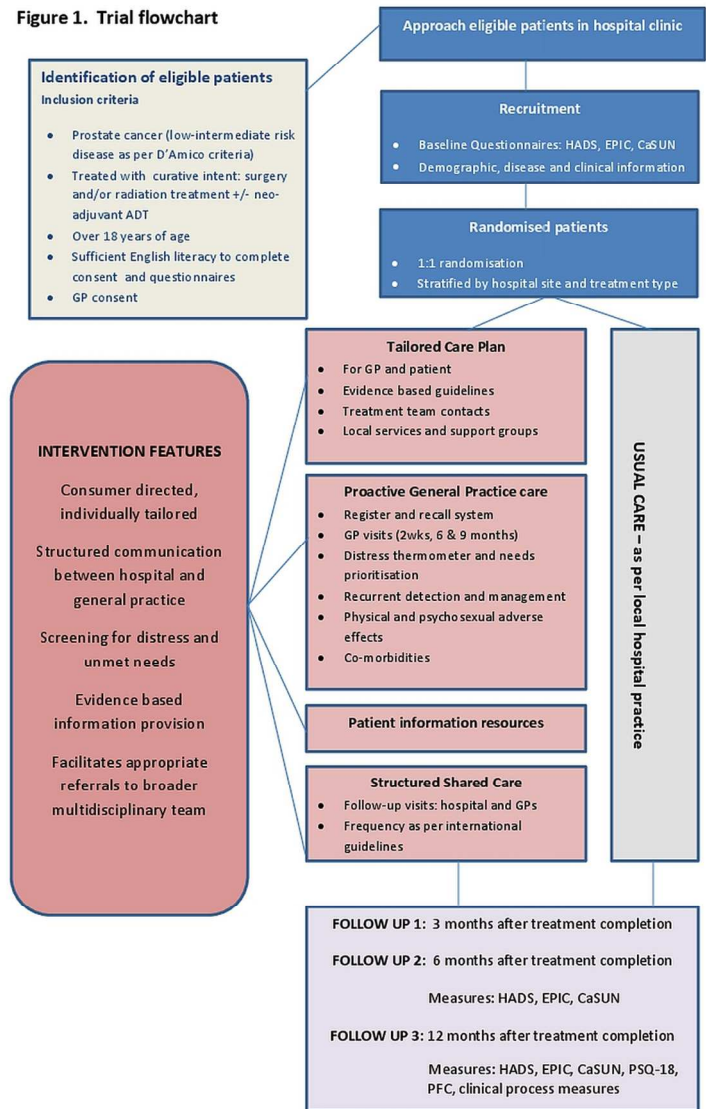 Figure 1. Trial flowchart
Approach eligible patients in hospital clinic
Identification of eligible patients
Inclusion criteria
• Prostate cancer (low-intermediate risk
disease as per D'Amico criteria)
• Treated with curative intent: surgery
and/or radiation treatment +/- neo-
adjuvant ADT
• Over 18 years of age
• Sufficient English literacy to complete
consent and questionnaires
• GP consent
Recruitment
• Baseline Questionnaires: HADS, EPIC, CaSUN
• Demographic, disease and clinical information
Randomised patients
• 1:1 randomisation
• Stratified by hospital site and treatment type
INTERVENTION FEATURES
Consumer directed,
individually tailored
Structured communication
between hospital and
general practice
Screening for distress and
unmet needs
Evidence based
information provision
Facilitates appropriate
referrals to broader
multidisciplinary team
Tailored Care Plan
• For GP and patient
• Evidence based guidelines
• Treatment team contacts
• Local services and support groups
Proactive General Practice care
• Register and recall system
• GP visits (2wks, 6 & 9 months)
• Distress thermometer and needs
prioritisation
• Recurrent detection and management
• Physical and psychosexual adverse
effects
• Co-morbidities
Patient information resources
Structured Shared Care
• Follow-up visits: hospital and GPs
• Frequency as per international
guidelines
USUAL CARE – as per local hospital practice
FOLLOW UP 1: 3 months after treatment completion
FOLLOW UP 2: 6 months after treatment completion
Measures: HADS, EPIC, CaSUN
FOLLOW UP 3: 12 months after treatment completion
Measures: HADS, EPIC, CaSUN, PSQ-18,
PFC, clinical process measures